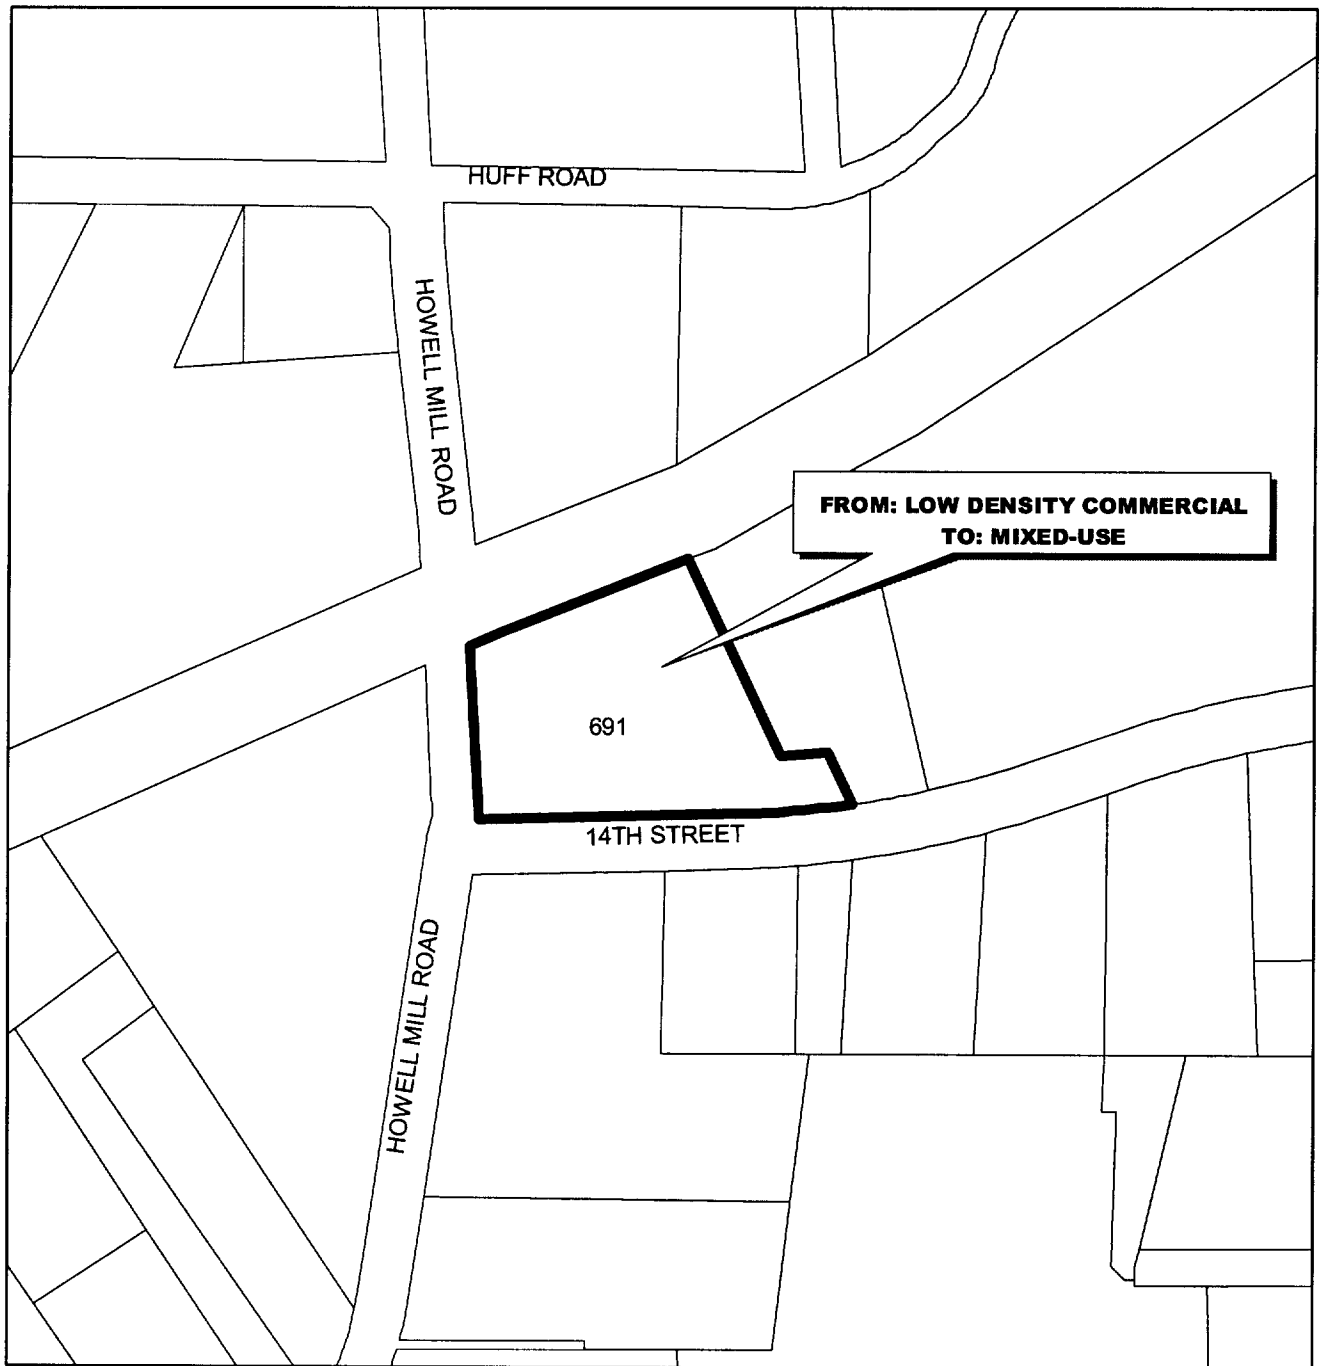 HUFF ROAD
HOWELL MILL ROAD
FROM: LOW DENSITY COMMERCIAL
TO: MIXED-USE
691
14TH STREET
HOWELL MILL ROAD